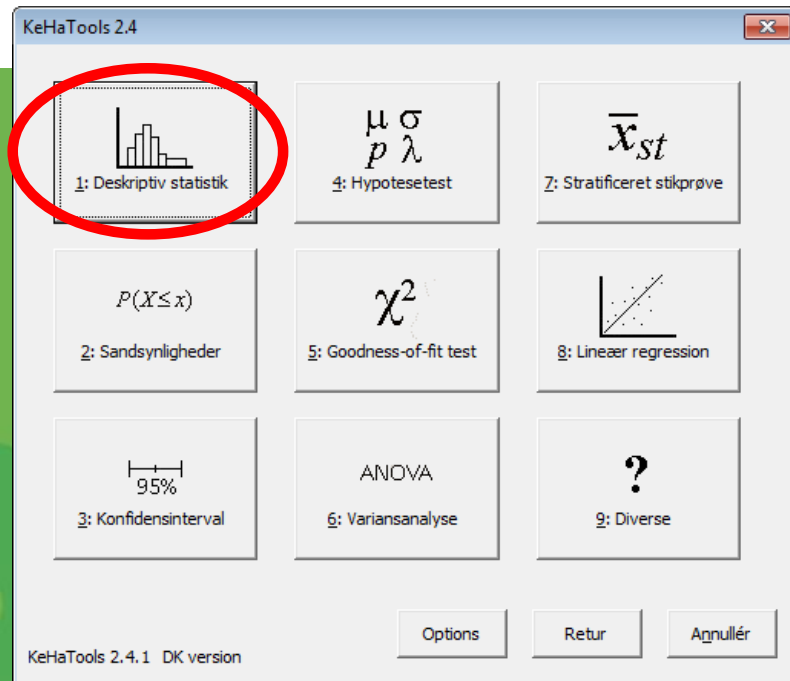 KeHaTools 2.4
1: Deskriptiv statistik
μ σ
p λ
4: Hypotesetest
x̅st
7: Stratificeret stikprøve
P(X≤x)
2: Sandsynligheder
χ²
5: Goodness-of-fit test
8: Lineær regression
95%
3: Konfidensinterval
ANOVA
6: Variansanalyse
?
9: Diverse
Options
Retur
Annullér
KeHaTools 2.4.1 DK version